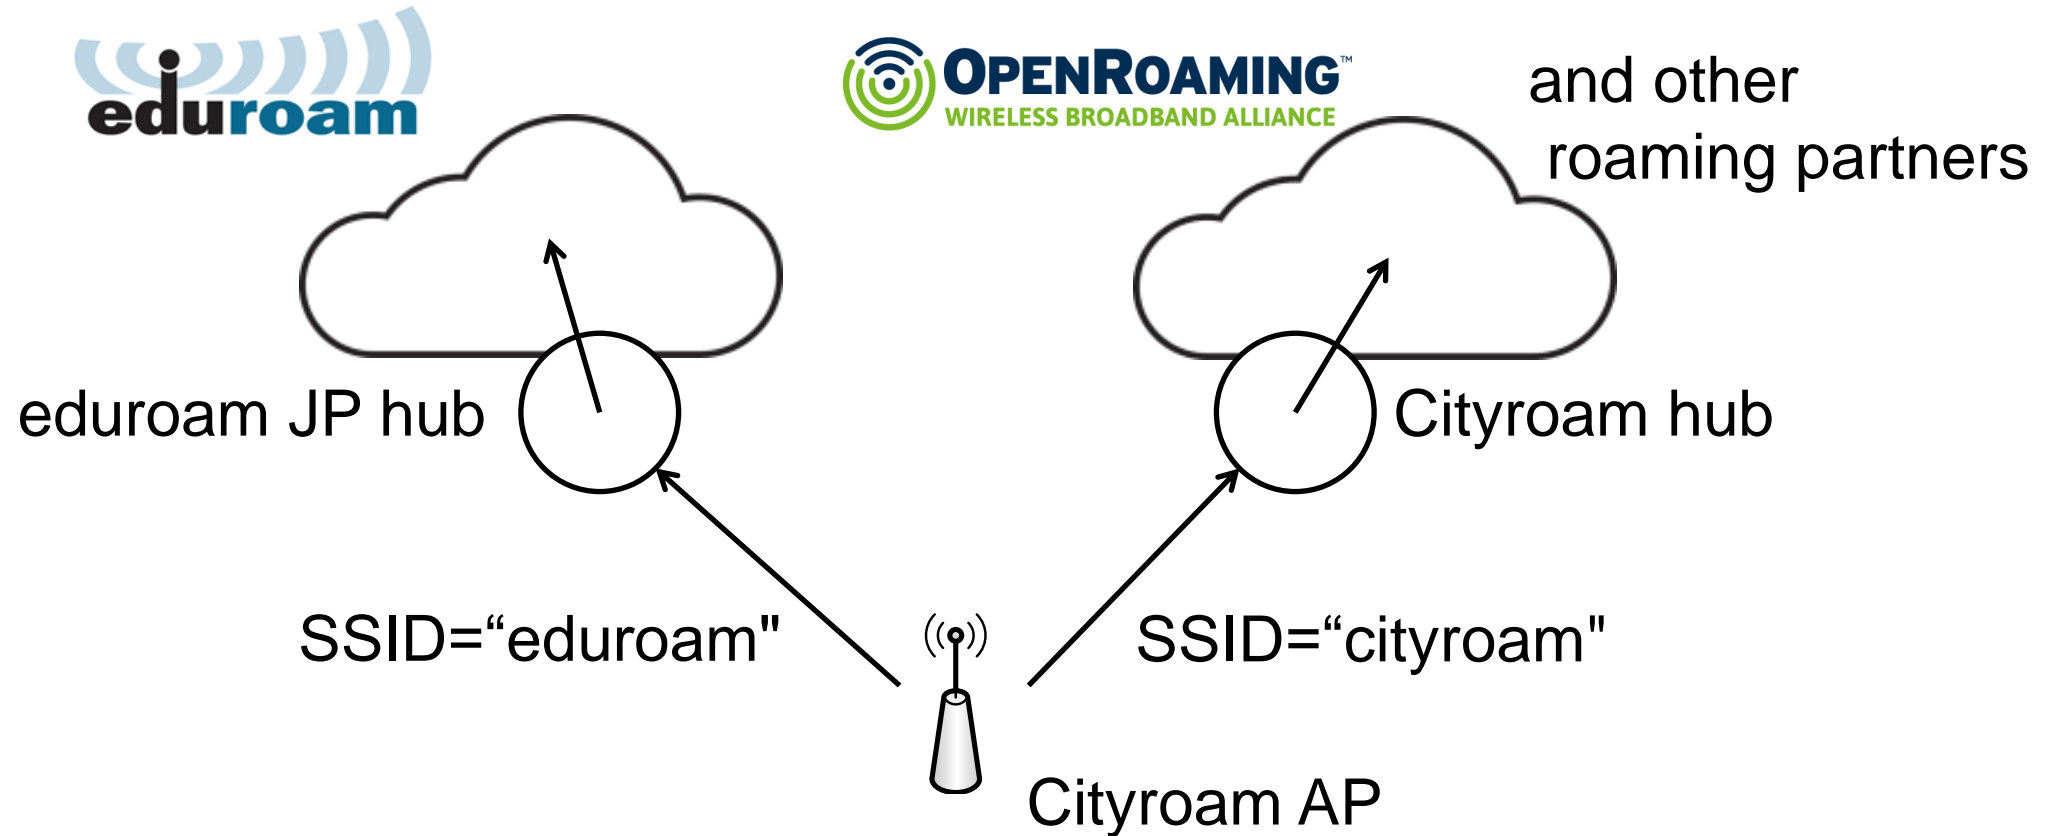 eduroam
OPENROAMING™
WIRELESS BROADBAND ALLIANCE
and other
roaming partners
eduroam JP hub
Cityroam hub
SSID=“eduroam"
SSID=“cityroam"
Cityroam AP